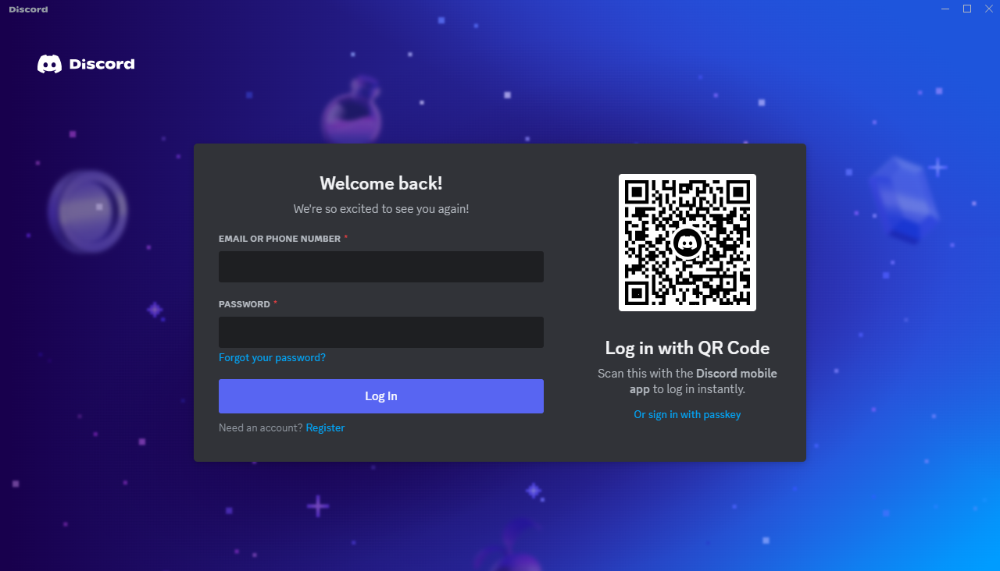 Discord
Discord
Welcome back!
We're so excited to see you again!
EMAIL OR PHONE NUMBER *
PASSWORD *
Forgot your password?
Log In
Need an account? Register
Log in with QR Code
Scan this with the Discord mobile
app to log in instantly.
Or sign in with passkey